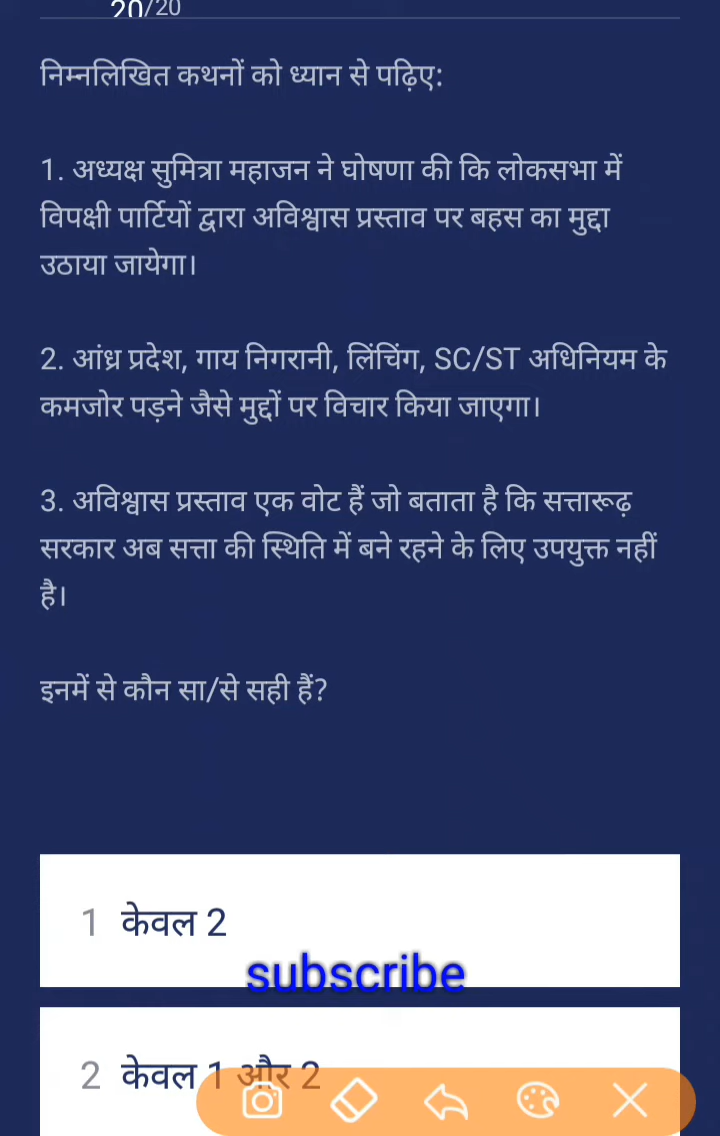 20/20
निम्नलिखित कथनों को ध्यान से पढ़िए:
1. अध्यक्ष सुमित्रा महाजन ने घोषणा की कि लोकसभा में
विपक्षी पार्टियों द्वारा अविश्वास प्रस्ताव पर बहस का मुद्दा
उठाया जायेगा।
2. आंध्र प्रदेश, गाय निगरानी, लिंचिंग, SC/ST अधिनियम के
कमजोर पड़ने जैसे मुद्दों पर विचार किया जाएगा।
3. अविश्वास प्रस्ताव एक वोट हैं जो बताता है कि सत्तारूढ़
सरकार अब सत्ता की स्थिति में बने रहने के लिए उपयुक्त नहीं
है।
इनमें से कौन सा/से सही हैं?
1 केवल 2
subscribe
2 केवल 1 और 2